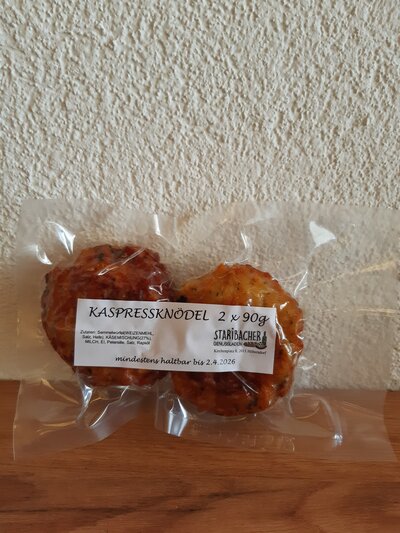 KASPRESSKNÖDEL 2 x 90g
Zutaten: Semmelwürfel(WEIZENMEHL,
Salz, Hefe), KÄSEMISCHUNG(27%),
MILCH, Ei, Petersilie, Salz, Rapsöl
STARIBACHER
GENUSSLADEN
mindestens haltbar bis 2.4.2026